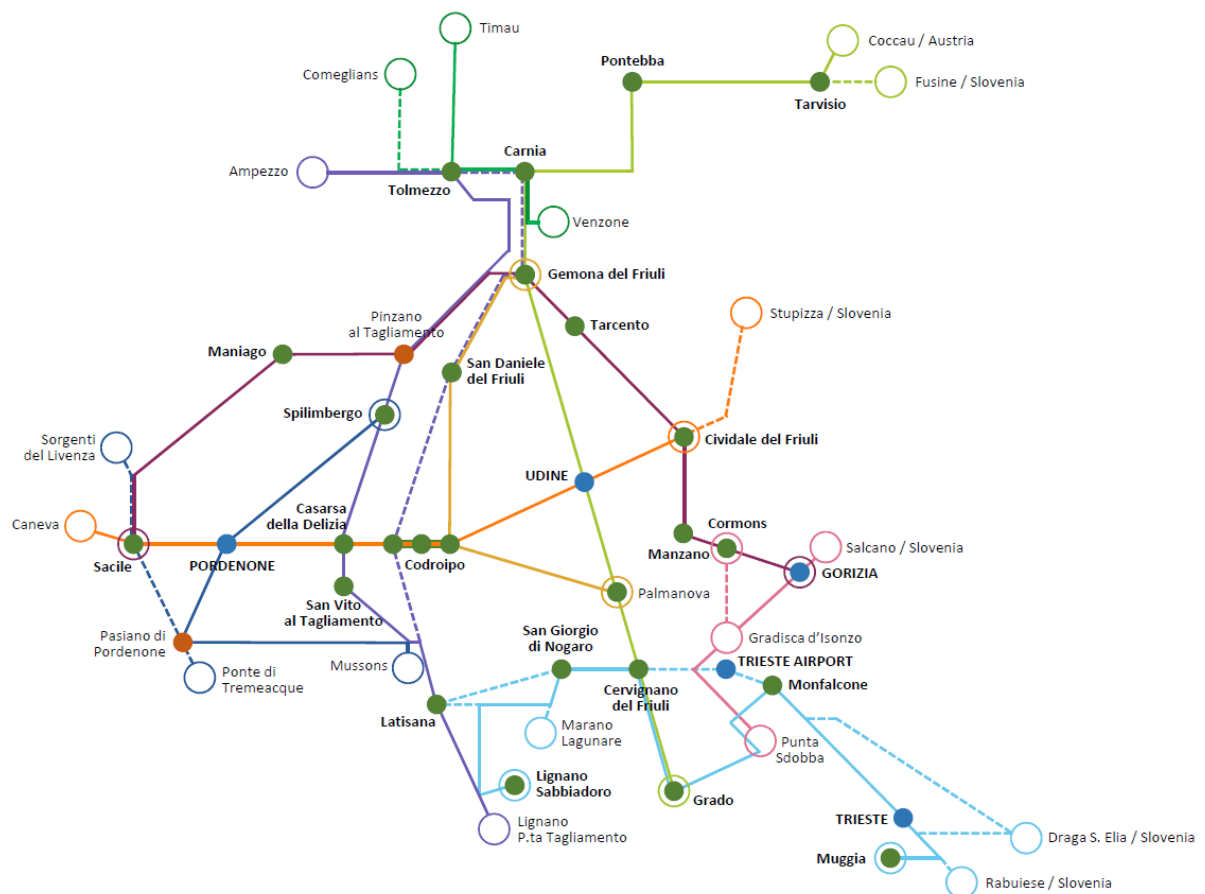 Timau
Coccau / Austria
Pontebba
Comeglians
Fusine / Slovenia
Tarvisio
Carnia
Ampezzo
Tolmezzo
Venzone
Gemona del Friuli
Pinzano
al Tagliamento
Stupizza / Slovenia
Tarcento
Maniago
San Daniele
del Friuli
Spilimbergo
Cividale del Friuli
Sorgenti
del Livenza
UDINE
Casarsa
della Delizia
Caneva
Cormons
Salcano / Slovenia
Sacile
PORDENONE
Codroipo
Manzano
GORIZIA
Palmanova
San Vito
al Tagliamento
Pasiano di
Pordenone
San Giorgio
di Nogaro
Gradisca d'Isonzo
Mussons
TRIESTE AIRPORT
Ponte di
Tremeacque
Cervignano
del Friuli
Monfalcone
Latisana
Marano
Lagunare
Punta
Sdobba
Lignano
Sabbiadoro
Grado
Lignano
P.ta Tagliamento
TRIESTE
Draga S. Elia / Slovenia
Muggia
Rabuiese / Slovenia